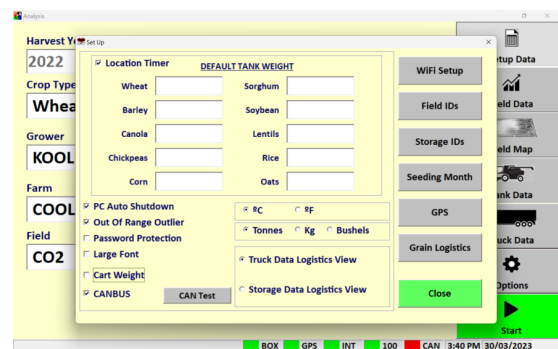 Analysis
Harvest Ye
2022
Crop Type
Whea
Grower
KOOL
Farm
COOL
Field
CO2
Set Up
Location Timer
DEFAULT TANK WEIGHT
Wheat Sorghum
Barley Soybean
Canola Lentils
Chickpeas Rice
Corn Oats
PC Auto Shutdown
Out Of Range Outlier
Password Protection
Large Font
Cart Weight
CANBUS
CAN Test
ºC ºF
Tonnes Kg Bushels
Truck Data Logistics View
Storage Data Logistics View
WiFi Setup
Field IDs
Storage IDs
Seeding Month
GPS
Grain Logistics
Close
tup Data
eld Data
eld Map
nk Data
uck Data
Options
Start
BOX GPS INT 100 CAN 3:40 PM 30/03/2023